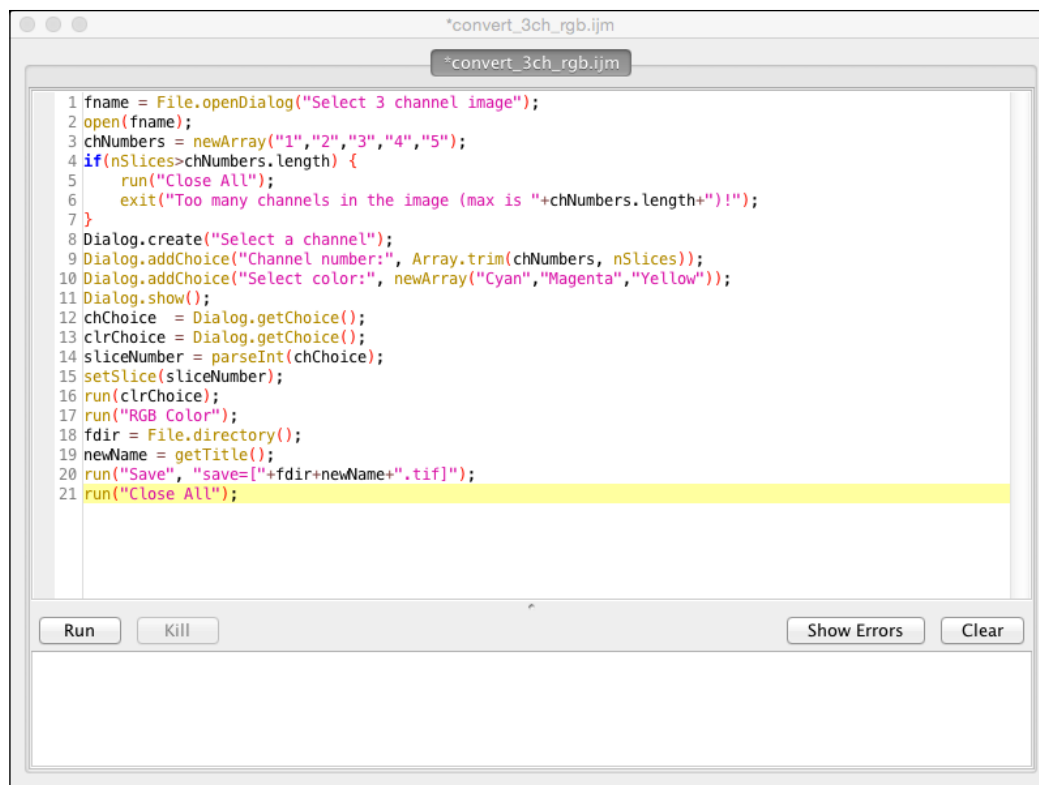 *convert_3ch_rgb.ijm
*convert_3ch_rgb.ijm
1 fname = File.openDialog("Select 3 channel image");
2 open(fname);
3 chNumbers = newArray("1","2","3","4","5");
4 if(nSlices>chNumbers.length) {
5     run("Close All");
6     exit("Too many channels in the image (max is "+chNumbers.length+")!");
7 }
8 Dialog.create("Select a channel");
9 Dialog.addChoice("Channel number:", Array.trim(chNumbers, nSlices));
10 Dialog.addChoice("Select color:", newArray("Cyan","Magenta","Yellow"));
11 Dialog.show();
12 chChoice  = Dialog.getChoice();
13 clrChoice = Dialog.getChoice();
14 sliceNumber = parseInt(chChoice);
15 setSlice(sliceNumber);
16 run(clrChoice);
17 run("RGB Color");
18 fdir = File.directory();
19 newName = getTitle();
20 run("Save", "save=["+fdir+newName+".tif]");
21 run("Close All");
Run Kill Show Errors Clear